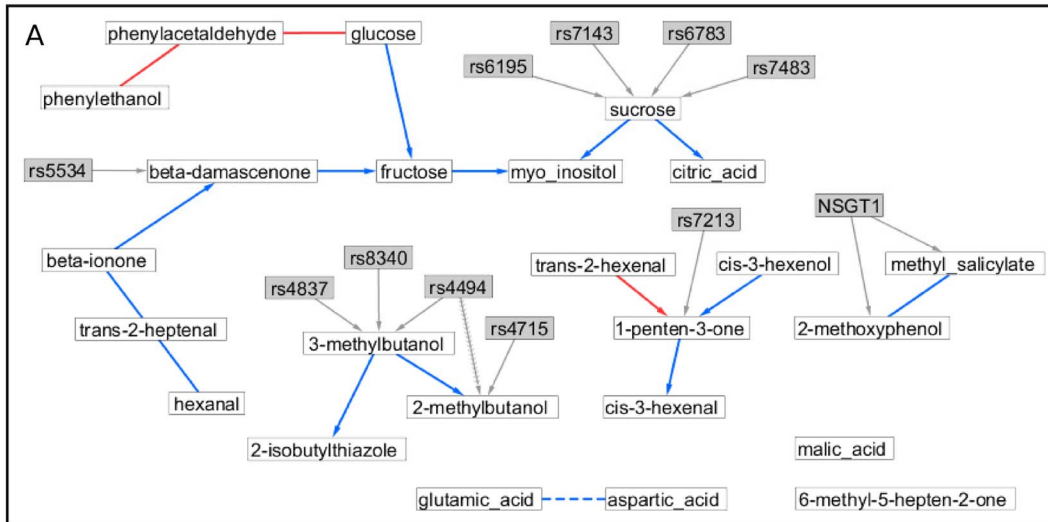 A
phenylacetaldehyde
glucose
rs7143
rs6783
rs6195
rs7483
phenylethanol
sucrose
rs5534
beta-damascenone
fructose
myo_inositol
citric_acid
NSGT1
rs7213
beta-ionone
rs8340
trans-2-hexenal
cis-3-hexenol
methyl_salicylate
rs4837
rs4494
trans-2-heptenal
rs4715
1-penten-3-one
2-methoxyphenol
3-methylbutanol
hexanal
2-methylbutanol
cis-3-hexenal
2-isobutylthiazole
malic_acid
glutamic_acid
aspartic_acid
6-methyl-5-hepten-2-one